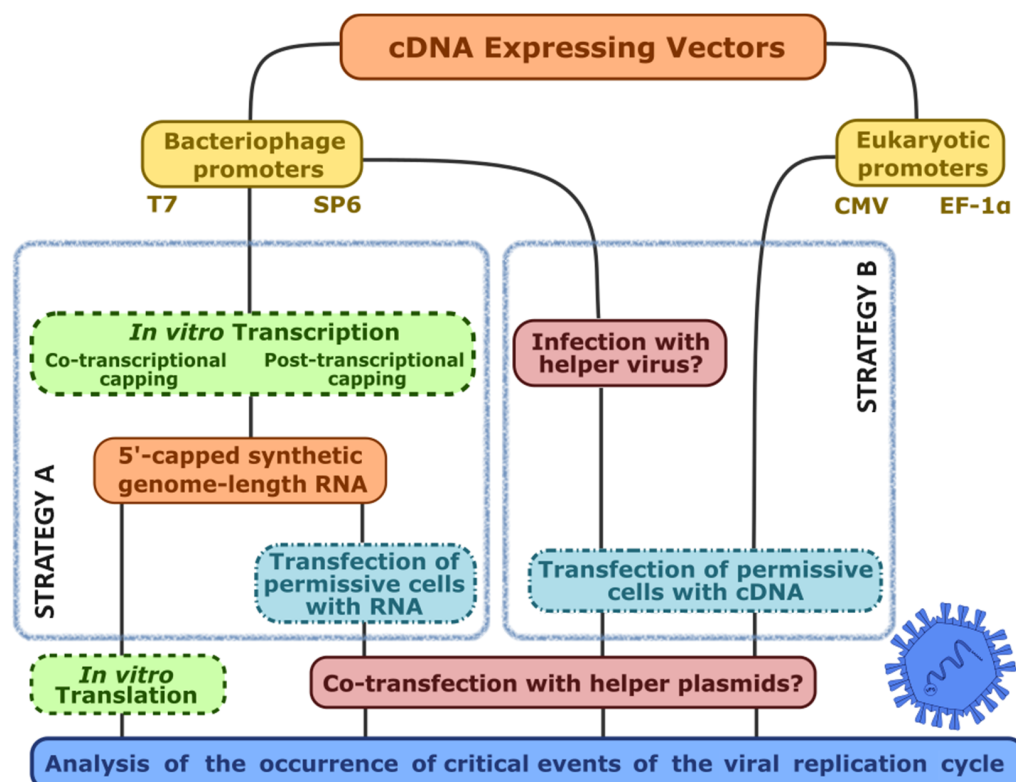 cDNA Expressing Vectors
Bacteriophage
promoters
T7
SP6
Eukaryotic
promoters
CMV
EF-1α
STRATEGY A
In vitro Transcription
Co-transcriptional
capping
Post-transcriptional
capping
5'-capped synthetic
genome-length RNA
Transfection of
permissive cells
with RNA
STRATEGY B
Infection with
helper virus?
Transfection of permissive
cells with cDNA
In vitro
Translation
Co-transfection with helper plasmids?
Analysis of the occurrence of critical events of the viral replication cycle